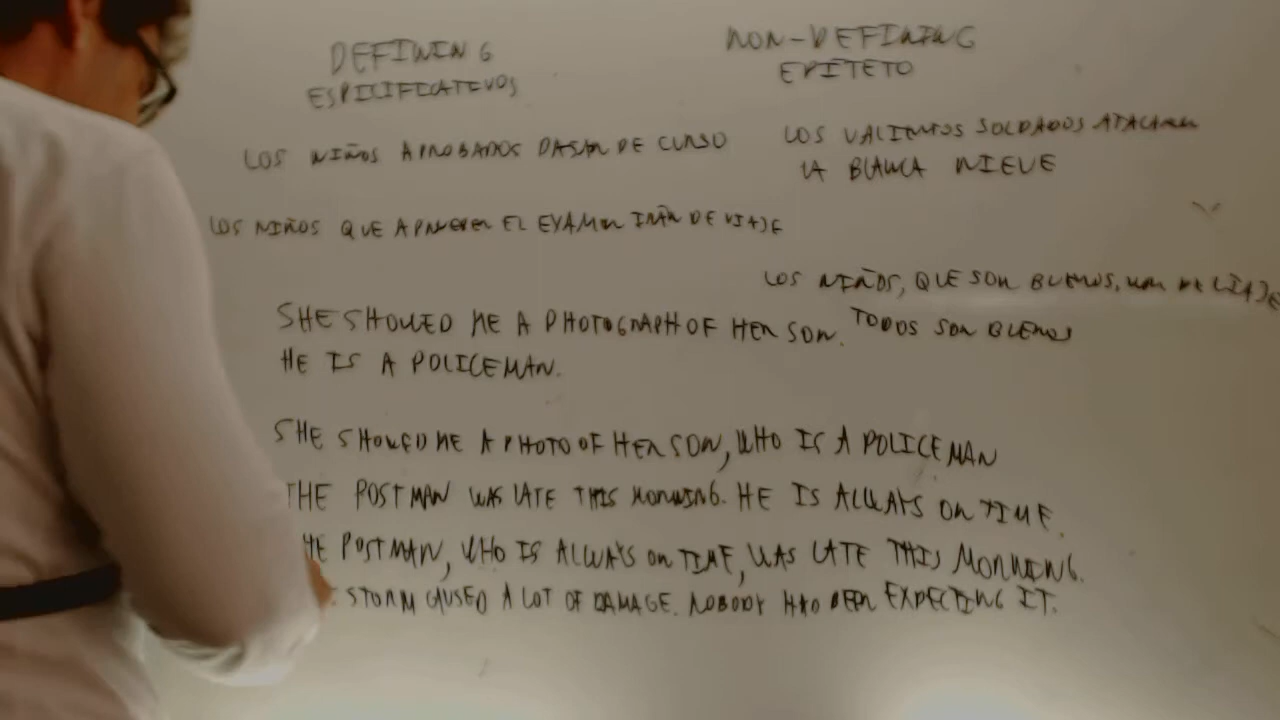 DEFINING
ESPICIFICATIVOS
NON-DEFINING
EPITETO
LOS NIÑOS APROBADOS PASAN DE CURSO
LOS VALIENTES SOLDADOS ATACARON
LA BLANCA NIEVE
LOS NIÑOS QUE APRUEBEN EL EXAMEN IRÁN DE VIAJE
LOS NIÑOS, QUE SON BUENOS, VAN DE VIAJE
TODOS SON BUENOS
SHE SHOWED ME A PHOTOGRAPH OF HER SON.
HE IS A POLICEMAN.
SHE SHOWED ME A PHOTO OF HER SON, WHO IS A POLICEMAN
THE POSTMAN WAS LATE THIS MORNING. HE IS ALWAYS ON TIME.
THE POSTMAN, WHO IS ALWAYS ON TIME, WAS LATE THIS MORNING.
STORM CAUSED A LOT OF DAMAGE. NOBODY HAD BEEN EXPECTING IT.